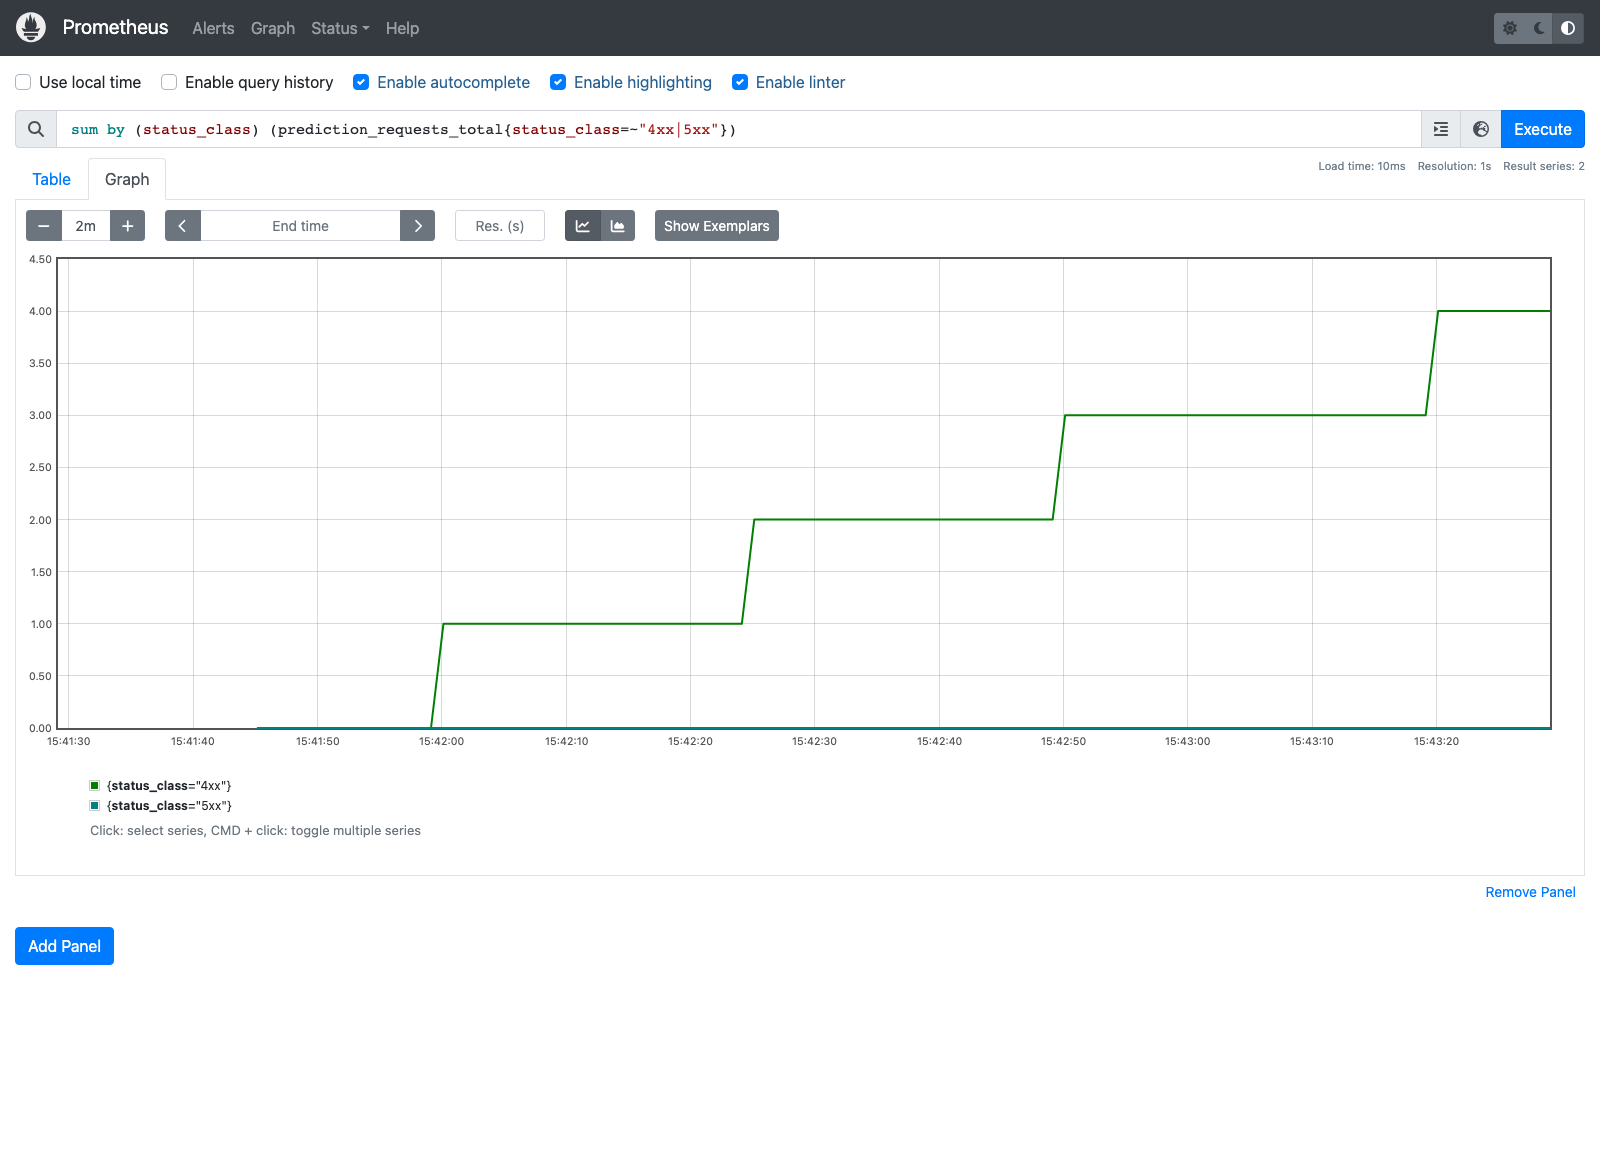 Prometheus Alerts Graph Status Help
Use local time Enable query history Enable autocomplete Enable highlighting Enable linter
sum by (status_class) (prediction_requests_total{status_class=~"4xx|5xx"}) Execute
Load time: 10ms Resolution: 1s Result series: 2
Table Graph
− 2m + End time Res. (s) Show Exemplars
4.50
4.00
3.50
3.00
2.50
2.00
1.50
1.00
0.50
0.00
15:41:30 15:41:40 15:41:50 15:42:00 15:42:10 15:42:20 15:42:30 15:42:40 15:42:50 15:43:00 15:43:10 15:43:20
{status_class="4xx"}
{status_class="5xx"}
Click: select series, CMD + click: toggle multiple series
Remove Panel
Add Panel